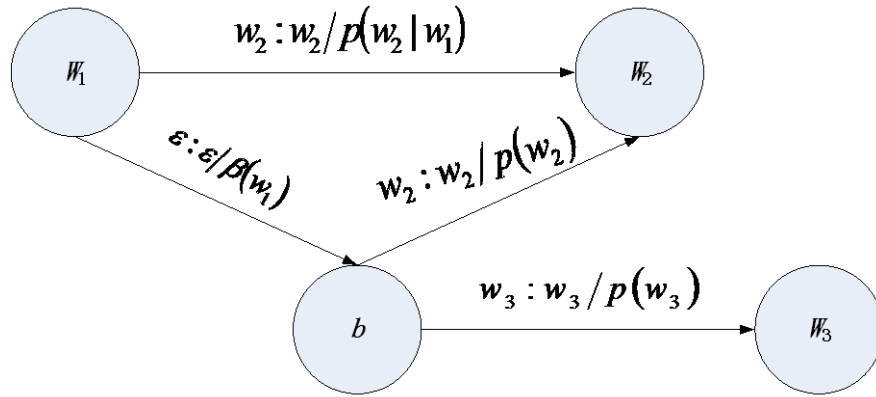 w₂ : w₂ / p(w₂ | w₁)
W₁
W₂
ε : ε / β(w₁)
w₂ : w₂ / p(w₂)
w₃ : w₃ / p(w₃)
b
W₃